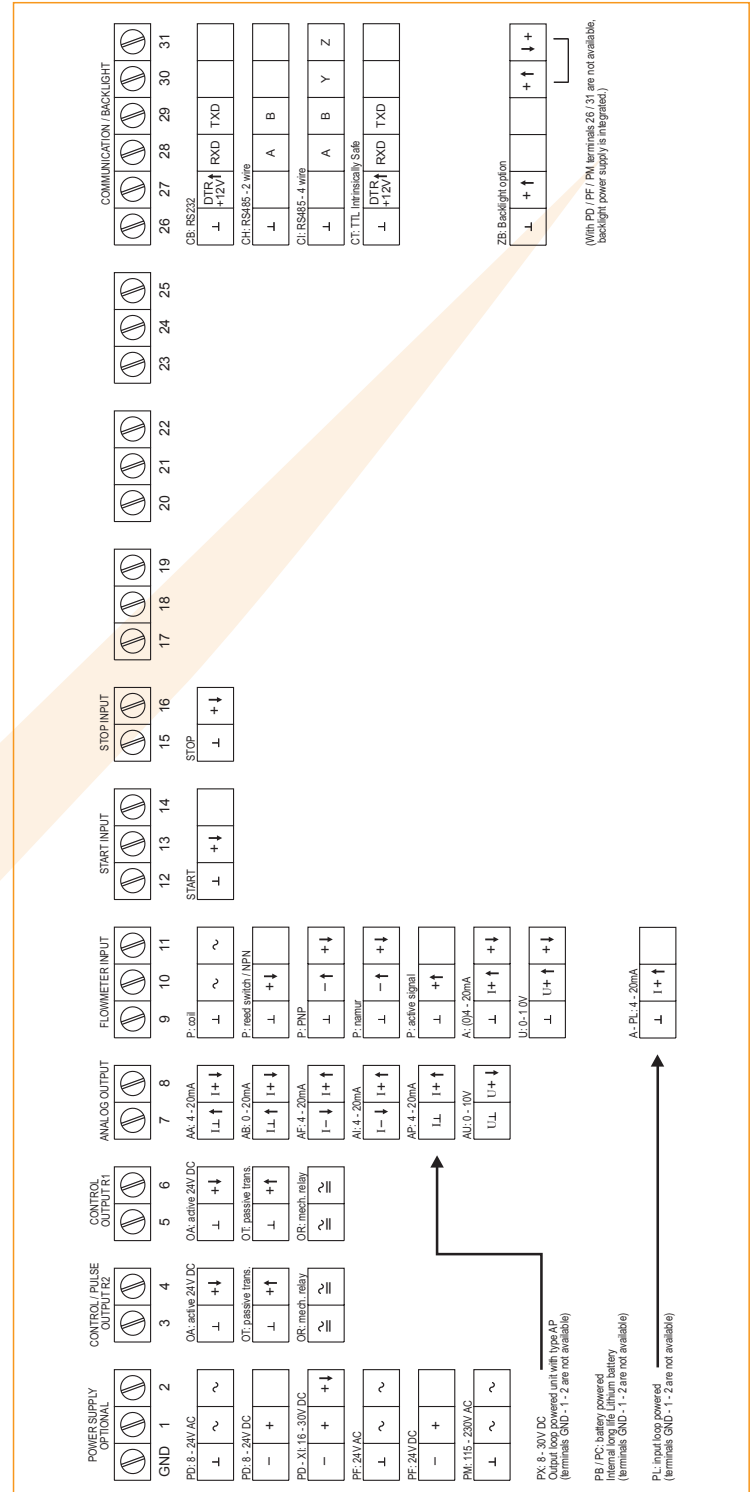 POWER SUPPLY
OPTIONAL
GND 1 2
PD: 8 - 24V AC
⊥ ~ ~
PD: 8 - 24V DC
− +
PD - XI: 16 - 30V DC
− + +↓
PF: 24V AC
⊥ ~ ~
PF: 24V DC
− +
PM: 115 - 230V AC
⊥ ~ ~
PX: 8 - 30V DC
Output loop powered unit with type AP
(terminals GND - 1 - 2 are not available)
PB / PC: battery powered
Internal long life Lithium battery
(terminals GND - 1 - 2 are not available)
PL: input loop powered
(terminals GND - 1 - 2 are not available)
CONTROL / PULSE
OUTPUT R2
3 4
OA: active 24V DC
⊥ +↓
OT: passive trans.
⊥ +↑
OR: mech. relay
≂ ≂
CONTROL
OUTPUT R1
5 6
OA: active 24V DC
⊥ +↓
OT: passive trans.
⊥ +↑
OR: mech. relay
≂ ≂
ANALOG OUTPUT
7 8
AA: 4 - 20mA
I⊥↑ I+↓
AB: 0 - 20mA
I⊥↑ I+↓
AF: 4 - 20mA
I−↓ I+↑
AI: 4 - 20mA
I−↓ I+↑
AP: 4 - 20mA
I⊥ I+↑
AU: 0 - 10V
U⊥ U+↓
FLOWMETER INPUT
9 10 11
P: coil
⊥ ~ ~
P: reed switch / NPN
⊥ +↓
P: PNP
⊥ −↑ +↓
P: namur
⊥ −↑ +↓
P: active signal
⊥ +↑
A: (0)4 - 20mA
⊥ I+↑ +↓
U: 0 - 10V
⊥ U+↑ +↓
A - PL: 4 - 20mA
⊥ I+↑
START INPUT
12 13 14
START
⊥ +↓
STOP INPUT
15 16
STOP
⊥ +↓
17 18 19
20 21 22
23 24 25
COMMUNICATION / BACKLIGHT
26 27 28 29 30 31
CB: RS232
⊥ DTR +12V↑ RXD TXD
CH: RS485 - 2 wire
⊥ A B
CI: RS485 - 4 wire
⊥ A B Y Z
CT: TTL Intrinsically Safe
⊥ DTR +12V↑ RXD TXD
ZB: Backlight option
⊥ +↑ +↑ ↓+
(With PD / PF / PM terminals 26 / 31 are not available,
backlight power supply is integrated.)